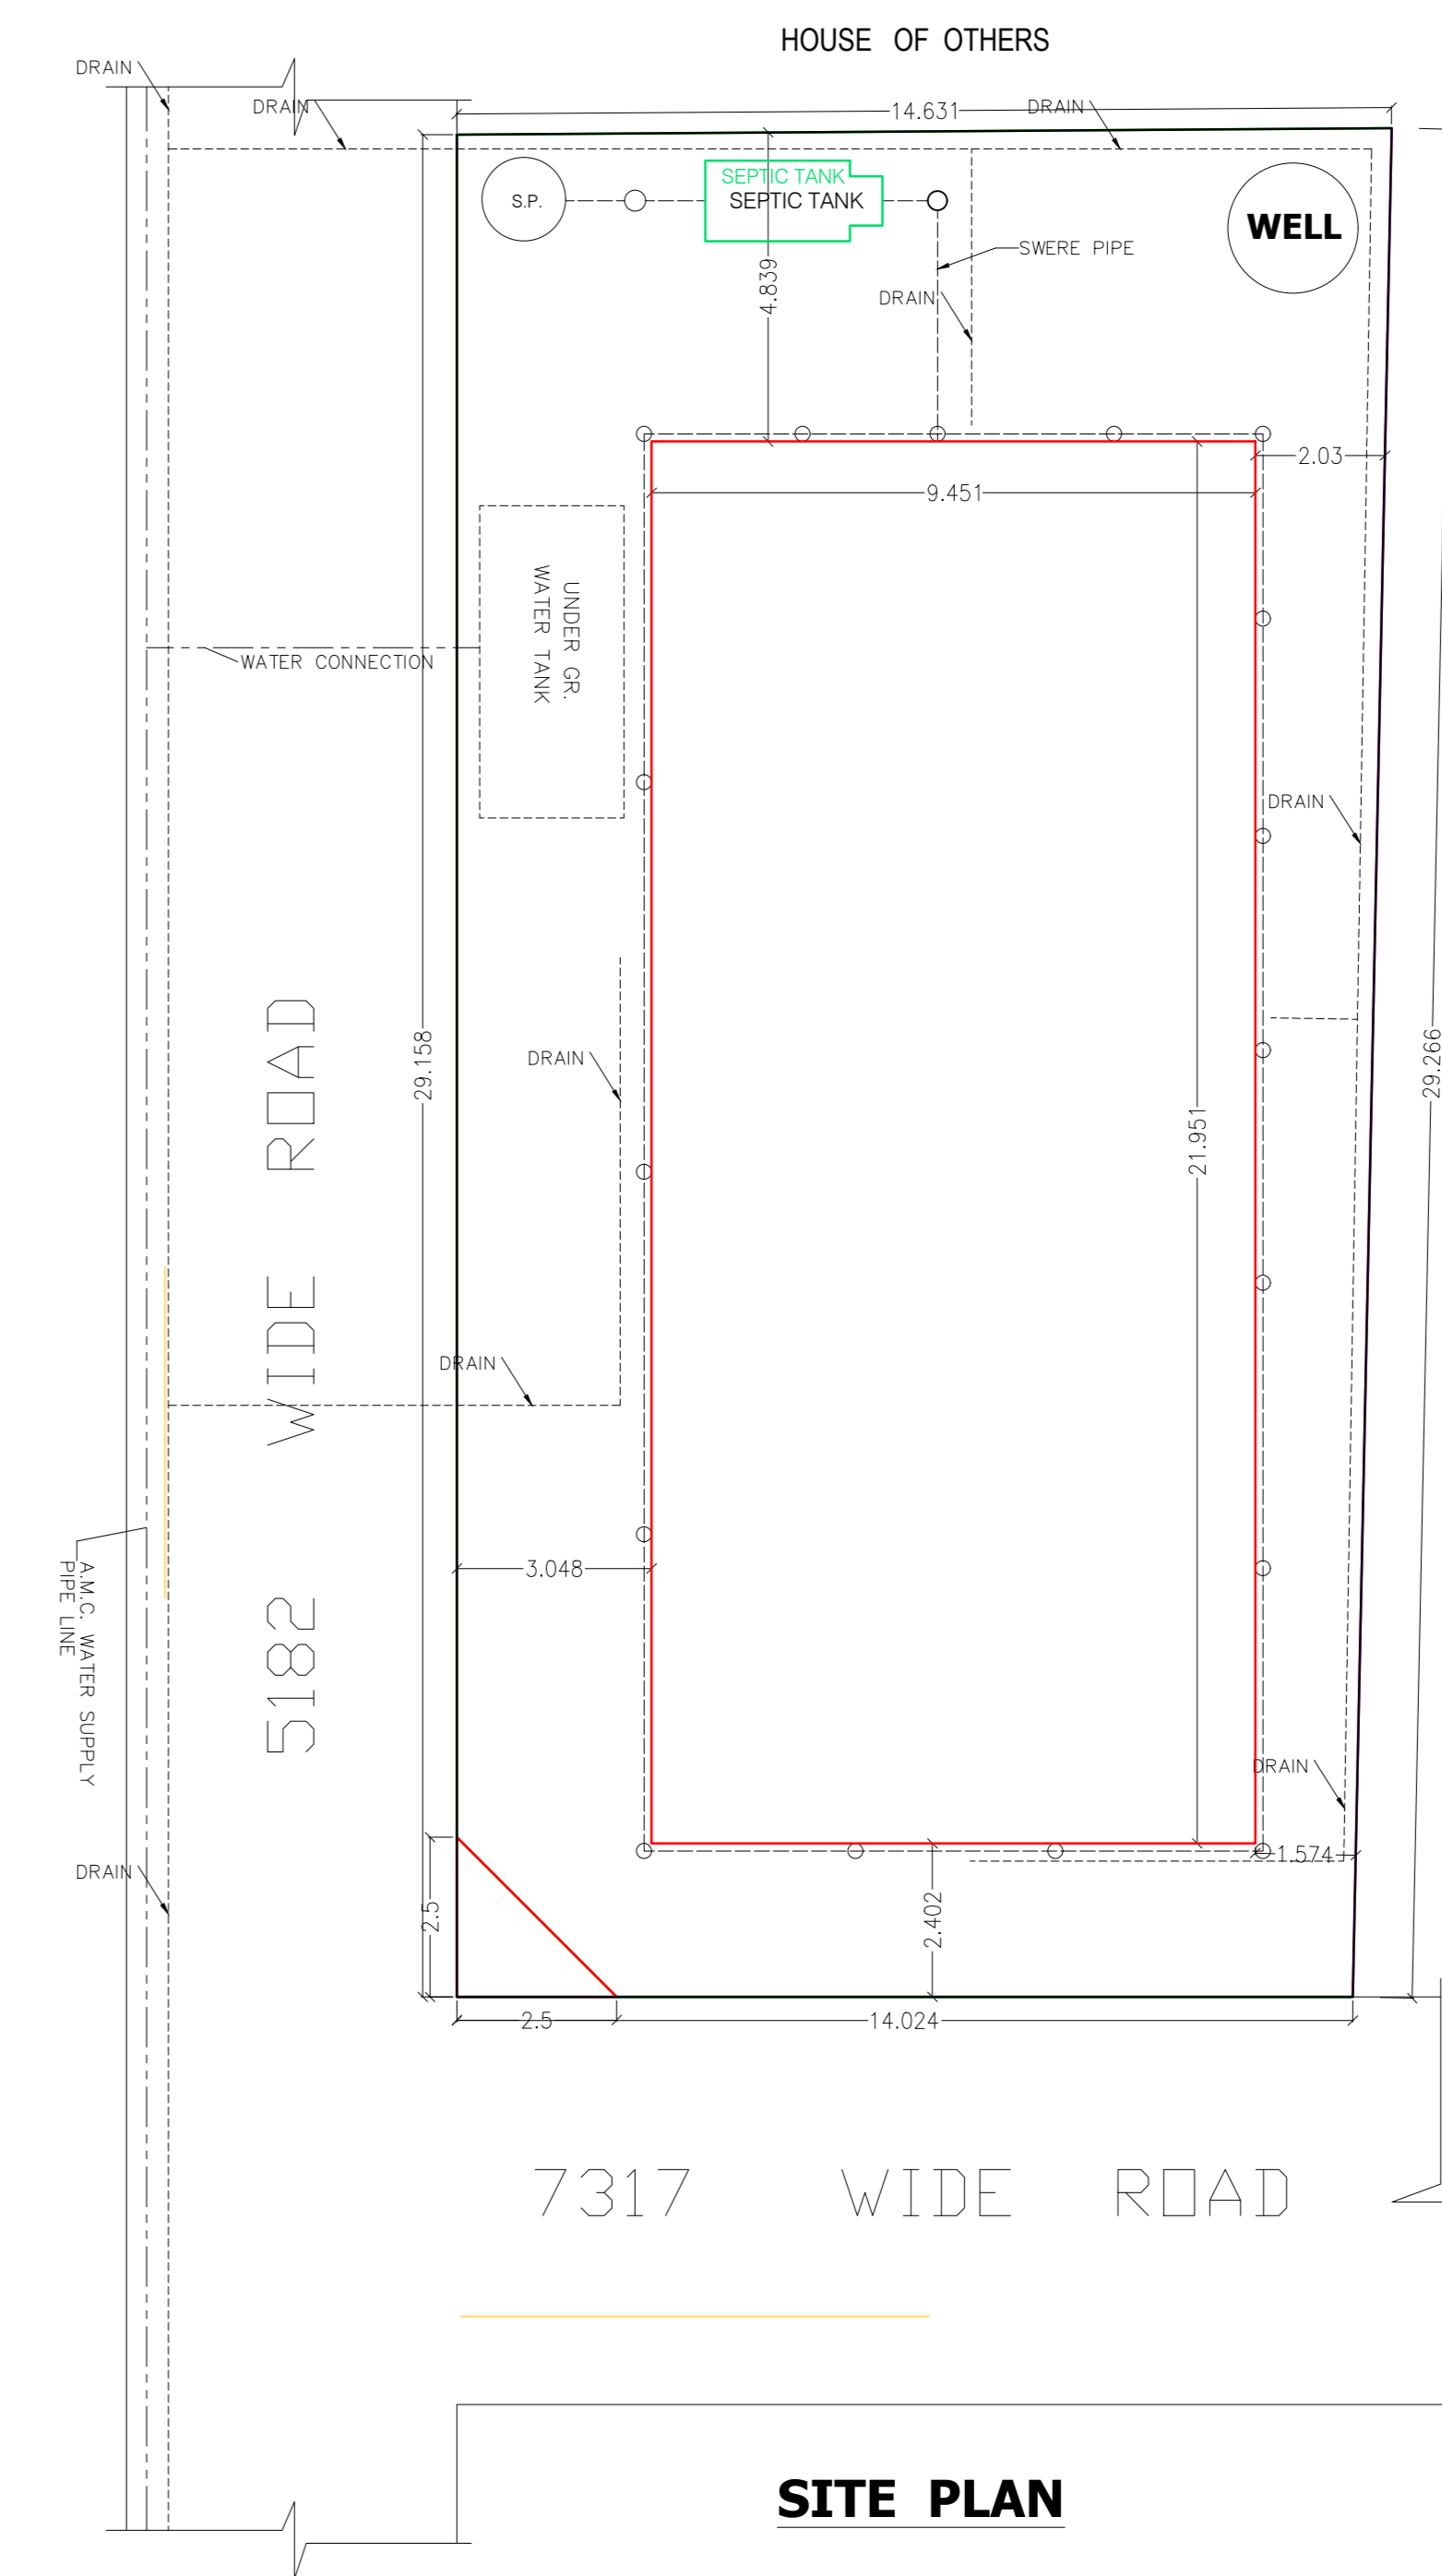 HOUSE OF OTHERS
DRAIN
DRAIN
14.631
DRAIN
SEPTIC TANK
SEPTIC TANK
S.P.
WELL
SWERE PIPE
4.839
DRAIN
2.03
9.451
UNDER GR.
WATER TANK
WATER CONNECTION
DRAIN
29.158
29.266
DRAIN
21.951
5182 WIDE ROAD
DRAIN
3.048
A.M.C. WATER SUPPLY
PIPE LINE
DRAIN
DRAIN
1.574
2.5
2.402
2.5
14.024
7317 WIDE ROAD
SITE PLAN